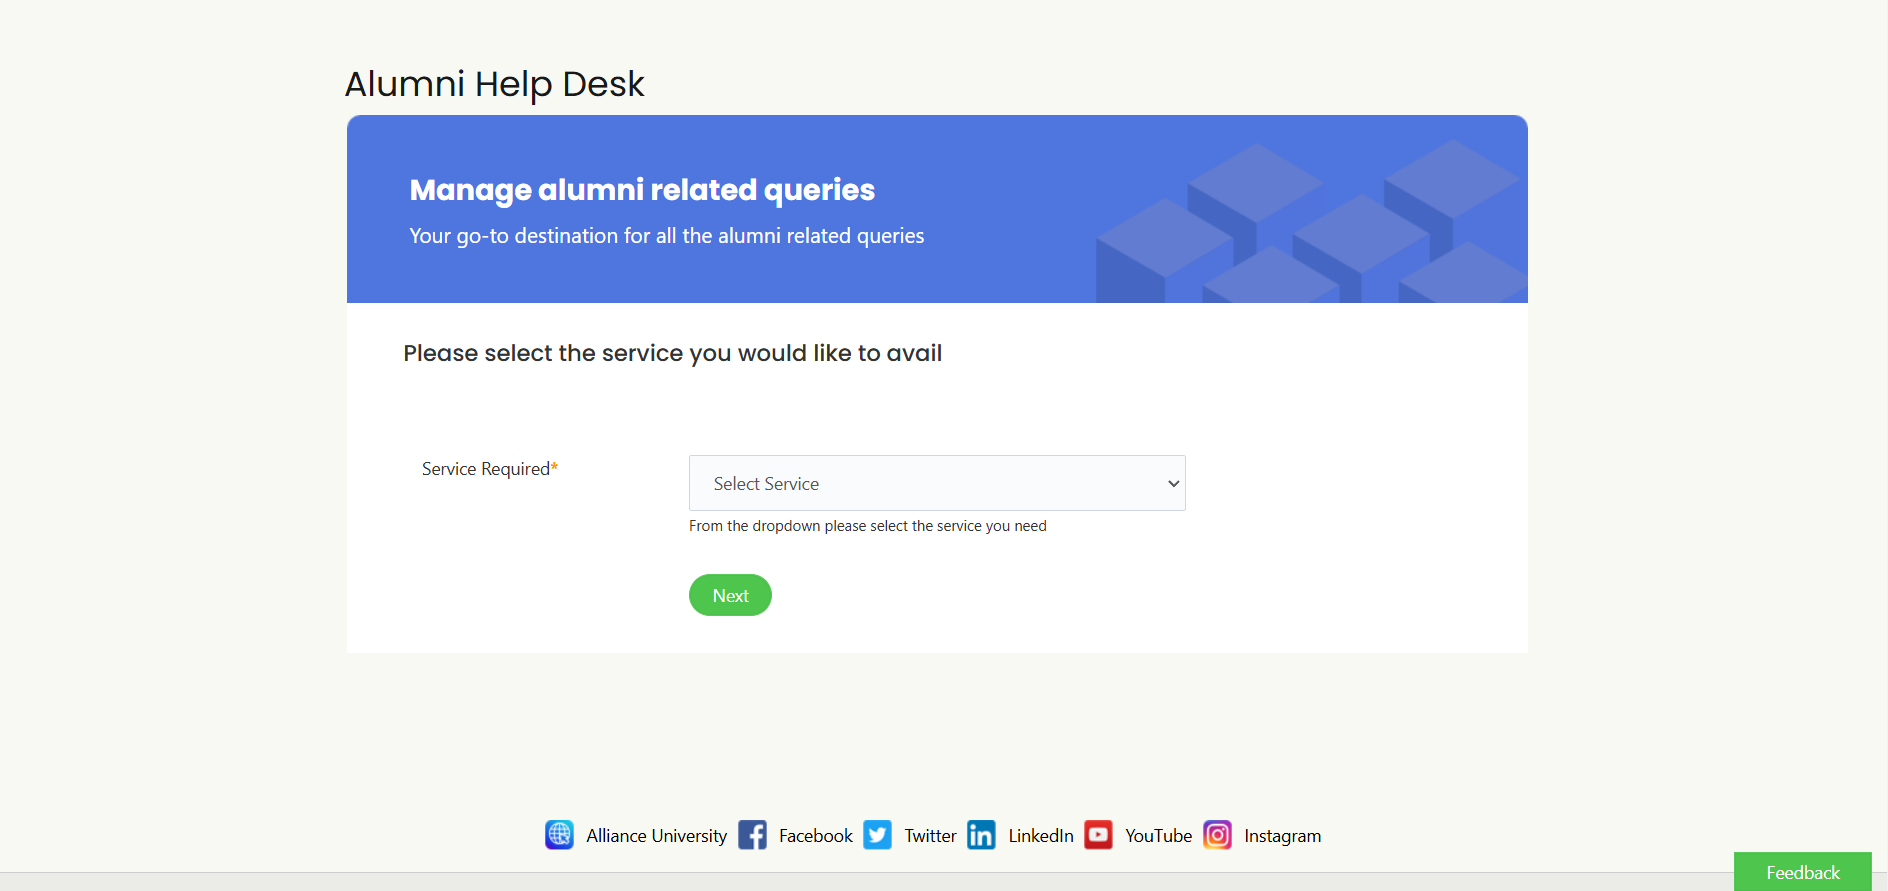 Alumni Help Desk
Manage alumni related queries
Your go-to destination for all the alumni related queries
Please select the service you would like to avail
Service Required*
Select Service
From the dropdown please select the service you need
Next
Alliance University Facebook Twitter LinkedIn YouTube Instagram
Feedback